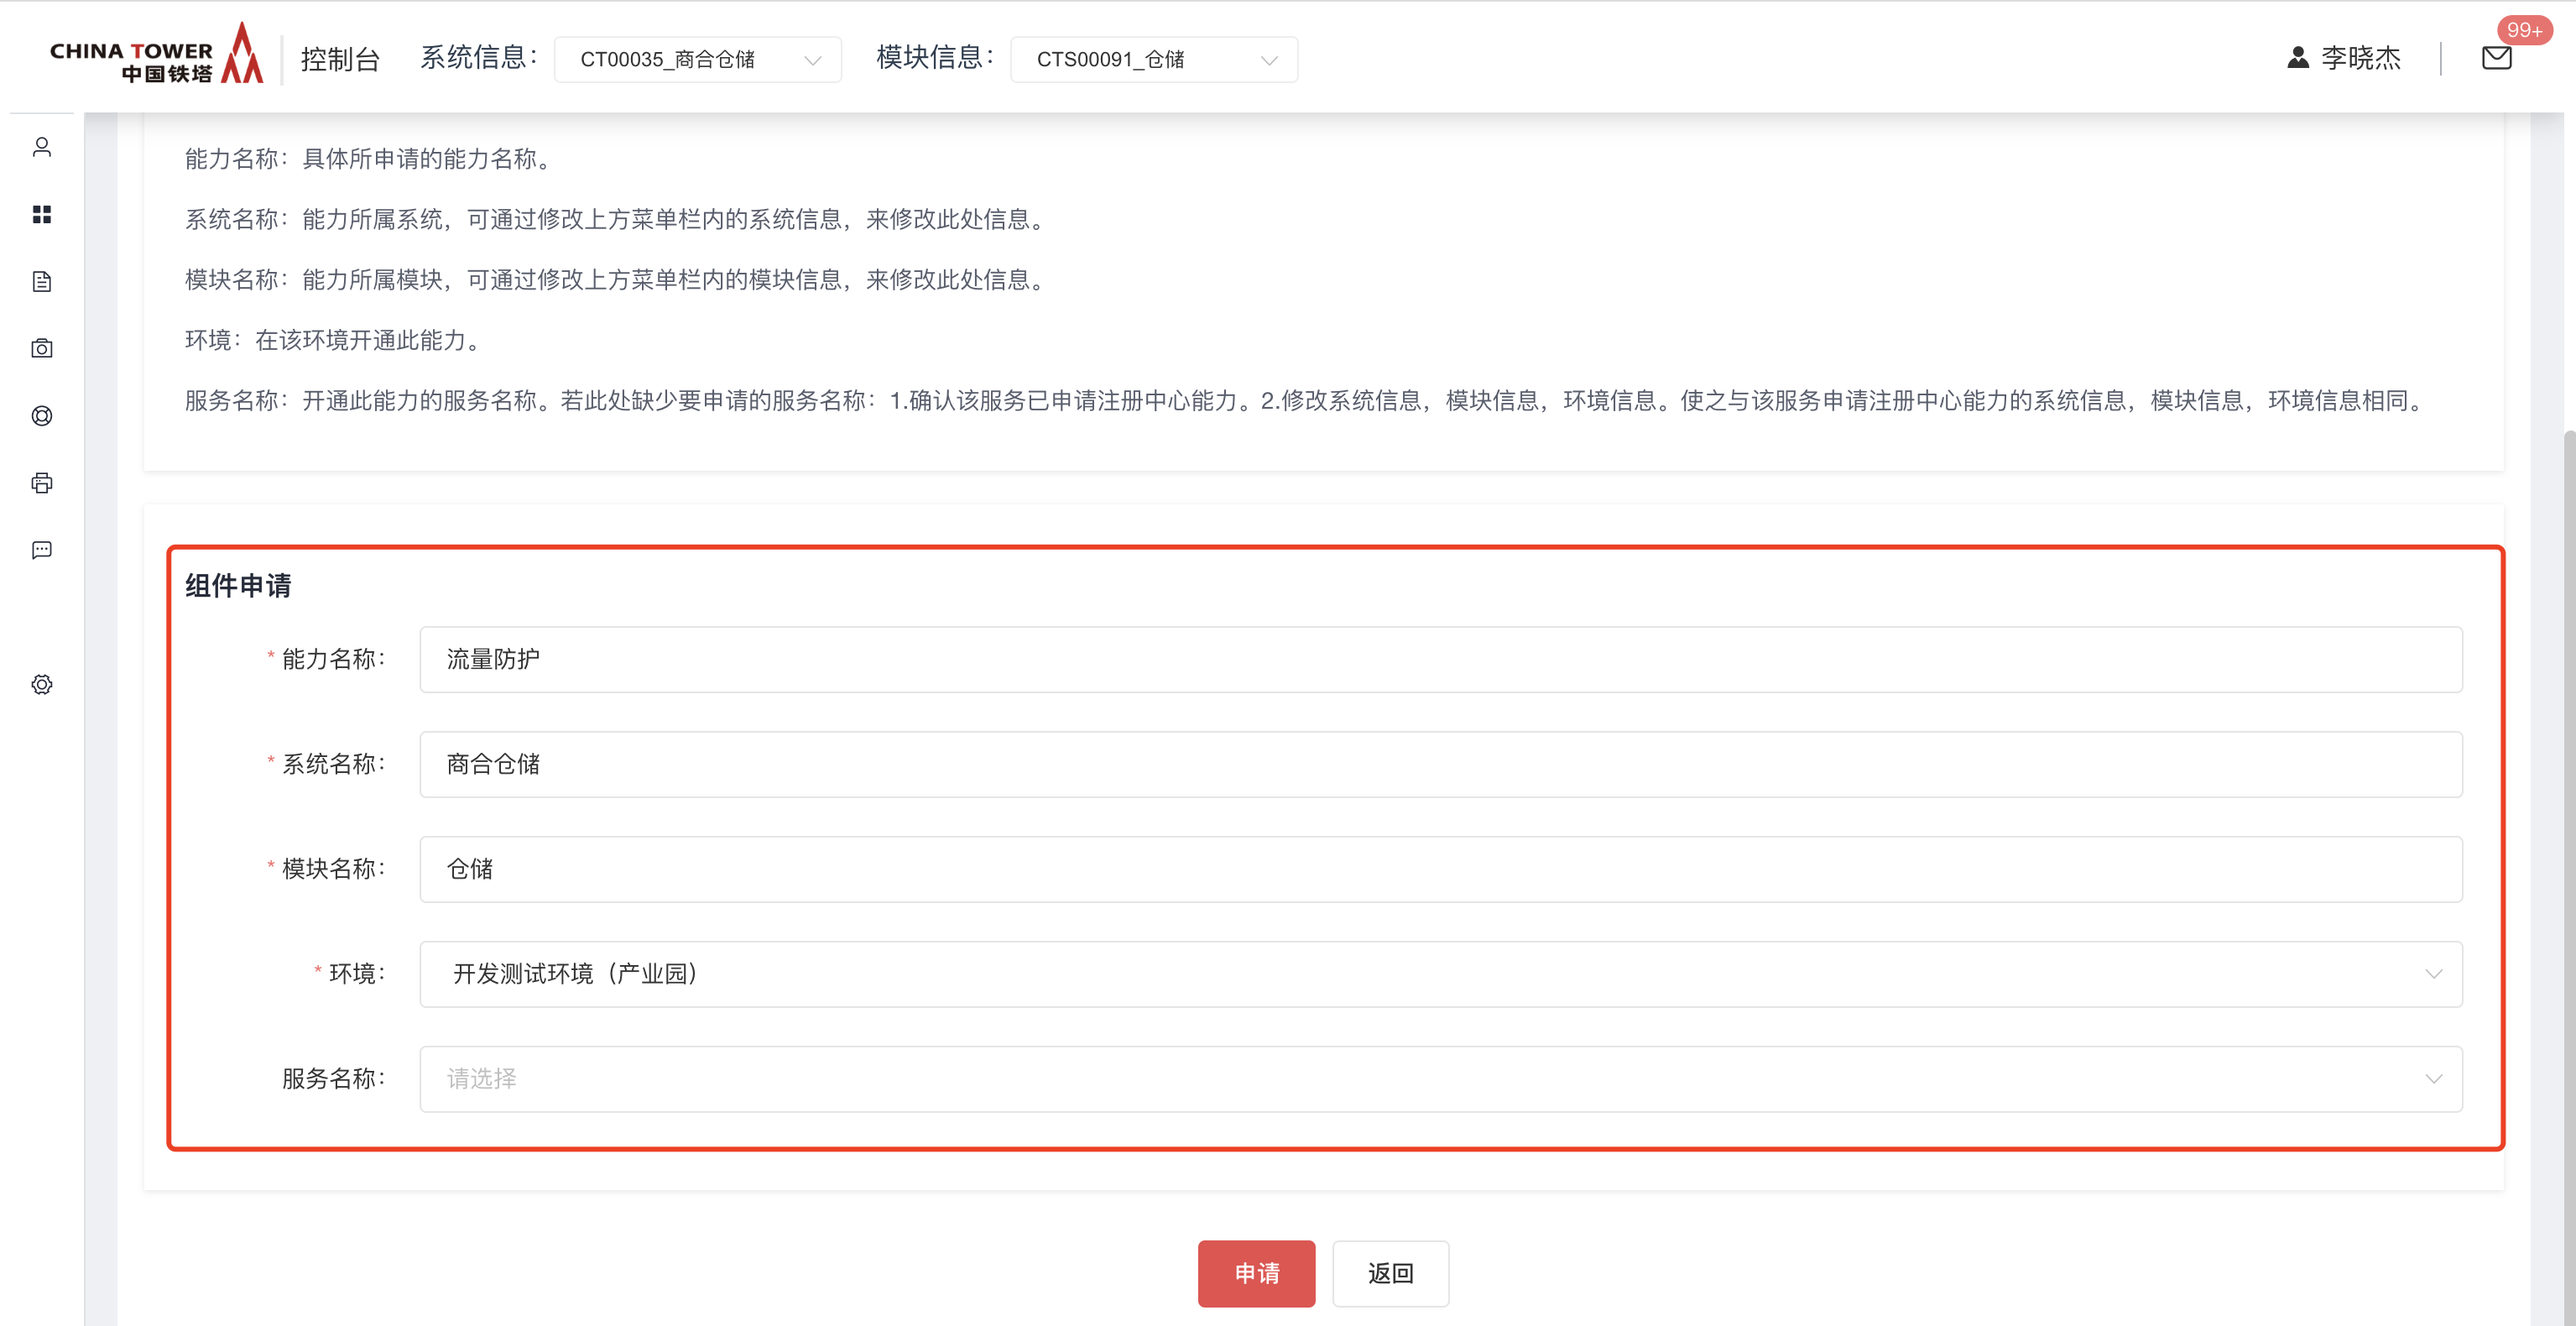 CHINA TOWER
中国铁塔
控制台
系统信息：
CT00035_商合仓储
模块信息：
CTS00091_仓储
李晓杰
99+
能力名称：具体所申请的能力名称。
系统名称：能力所属系统，可通过修改上方菜单栏内的系统信息，来修改此处信息。
模块名称：能力所属模块，可通过修改上方菜单栏内的模块信息，来修改此处信息。
环境：在该环境开通此能力。
服务名称：开通此能力的服务名称。若此处缺少要申请的服务名称：1.确认该服务已申请注册中心能力。2.修改系统信息，模块信息，环境信息。使之与该服务申请注册中心能力的系统信息，模块信息，环境信息相同。
组件申请
* 能力名称： 流量防护
* 系统名称： 商合仓储
* 模块名称： 仓储
* 环境： 开发测试环境（产业园）
服务名称： 请选择
申请
返回